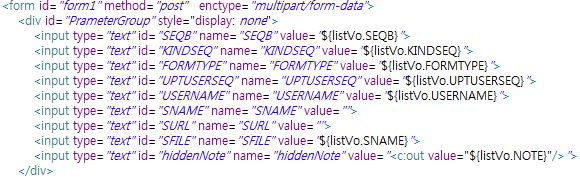 <form id="form1" method="post"  enctype="multipart/form-data">
<div id="PrameterGroup" style="display: none">
<input type="text" id="SEQB" name="SEQB" value="${listVo.SEQB}">
<input type="text" id="KINDSEQ" name="KINDSEQ" value="${listVo.KINDSEQ}">
<input type="text" id="FORMTYPE" name="FORMTYPE" value="${listVo.FORMTYPE}">
<input type="text" id="UPTUSERSEQ" name="UPTUSERSEQ" value="${listVo.UPTUSERSEQ}">
<input type="text" id="USERNAME" name="USERNAME" value="${listVo.USERNAME}">
<input type="text" id="SNAME" name="SNAME" value="">
<input type="text" id="SURL" name="SURL" value="">
<input type="text" id="SFILE" name="SFILE" value="${listVo.SNAME}">
<input type="text" id="hiddenNote" name="hiddenNote" value="<c:out value="${listVo.NOTE}"/>">
</div>